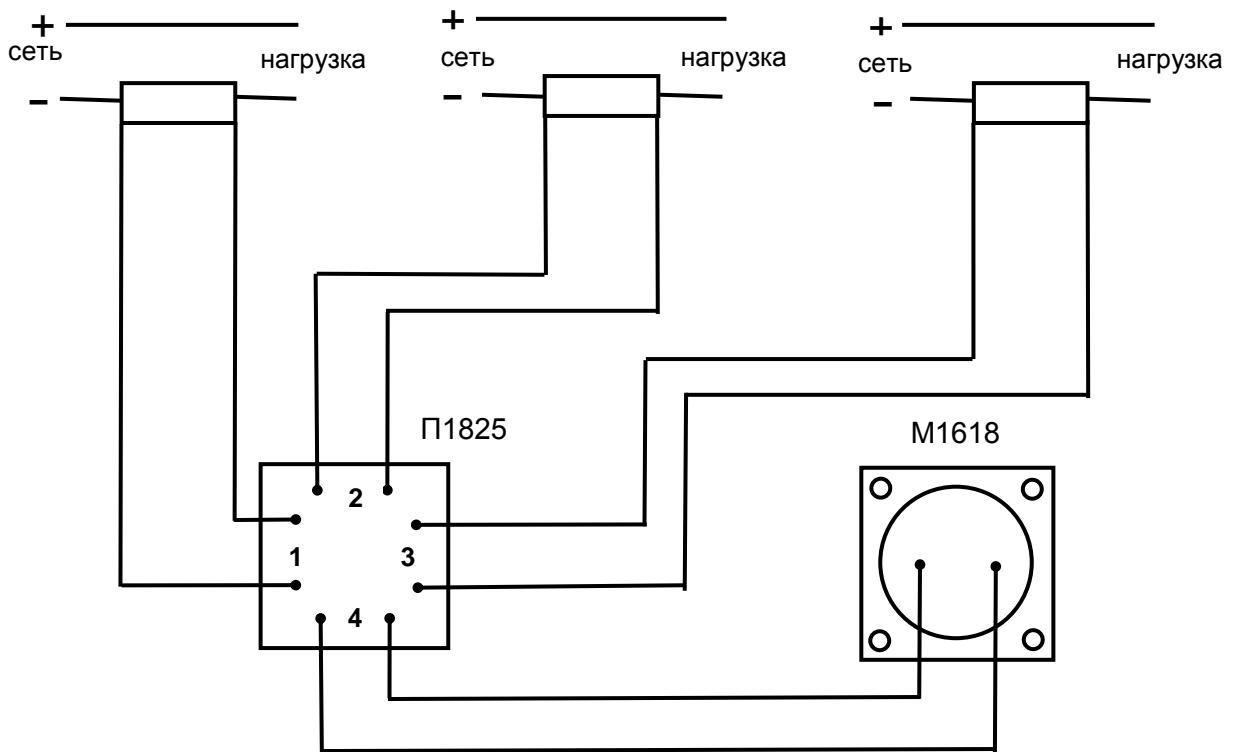 + + +
сеть нагрузка сеть нагрузка сеть нагрузка
- - -
П1825 М1618
2
1 3
4